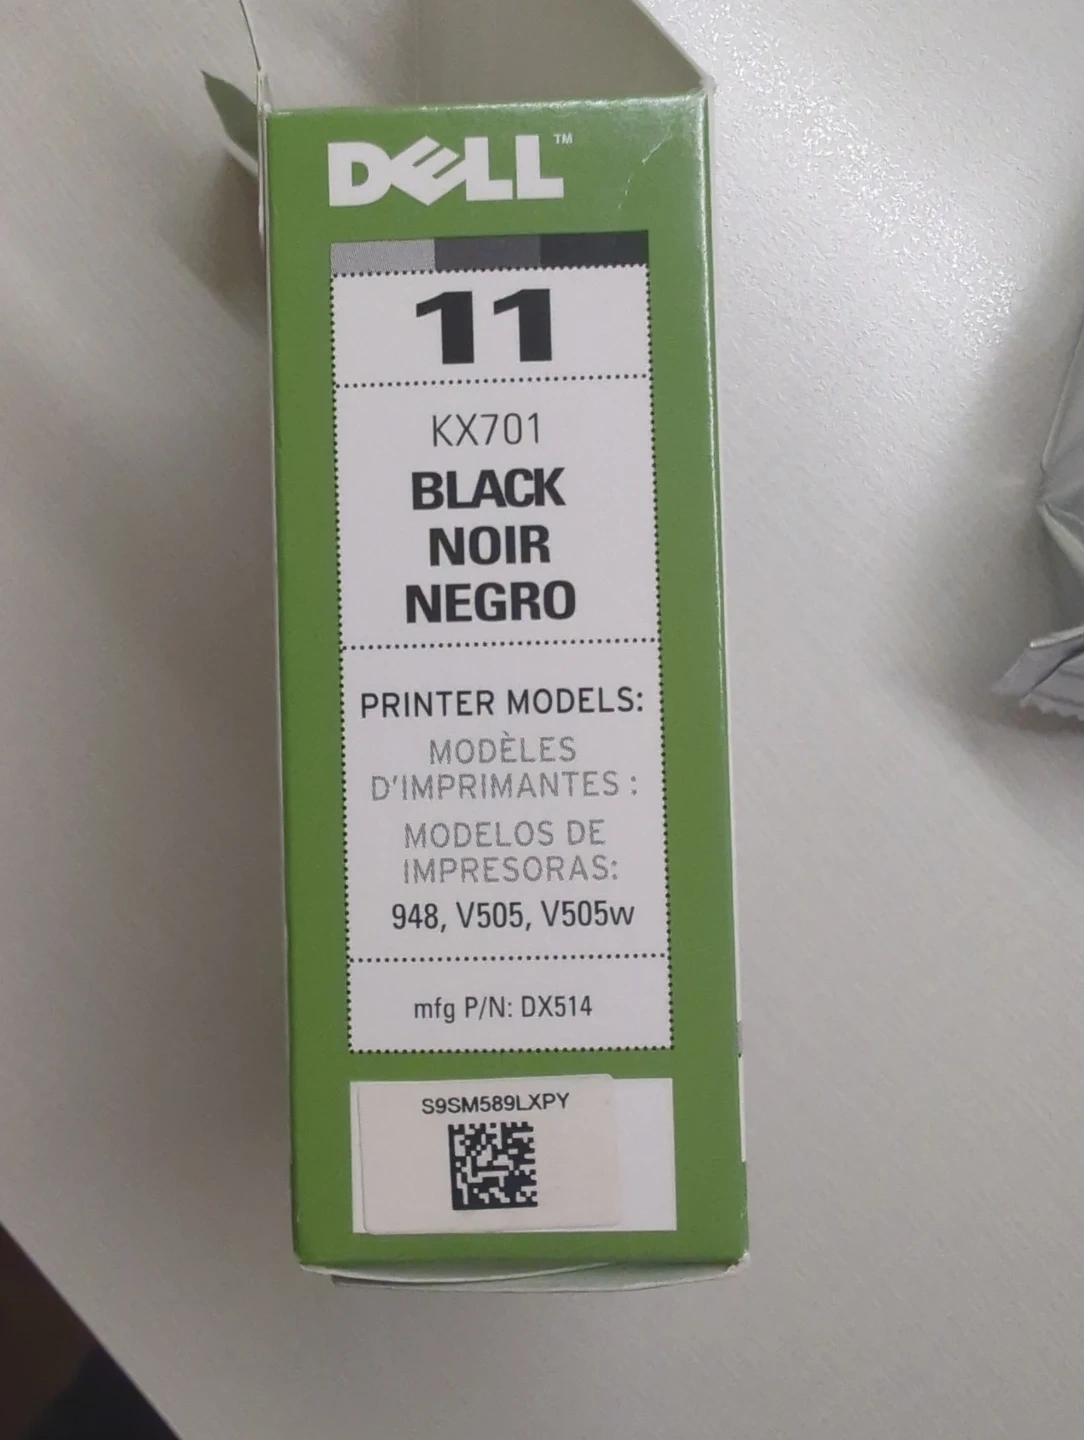 DELL™
11
KX701
BLACK
NOIR
NEGRO
PRINTER MODELS:
MODÈLES
D'IMPRIMANTES :
MODELOS DE
IMPRESORAS:
948, V505, V505w
mfg P/N: DX514
S9SM589LXPY